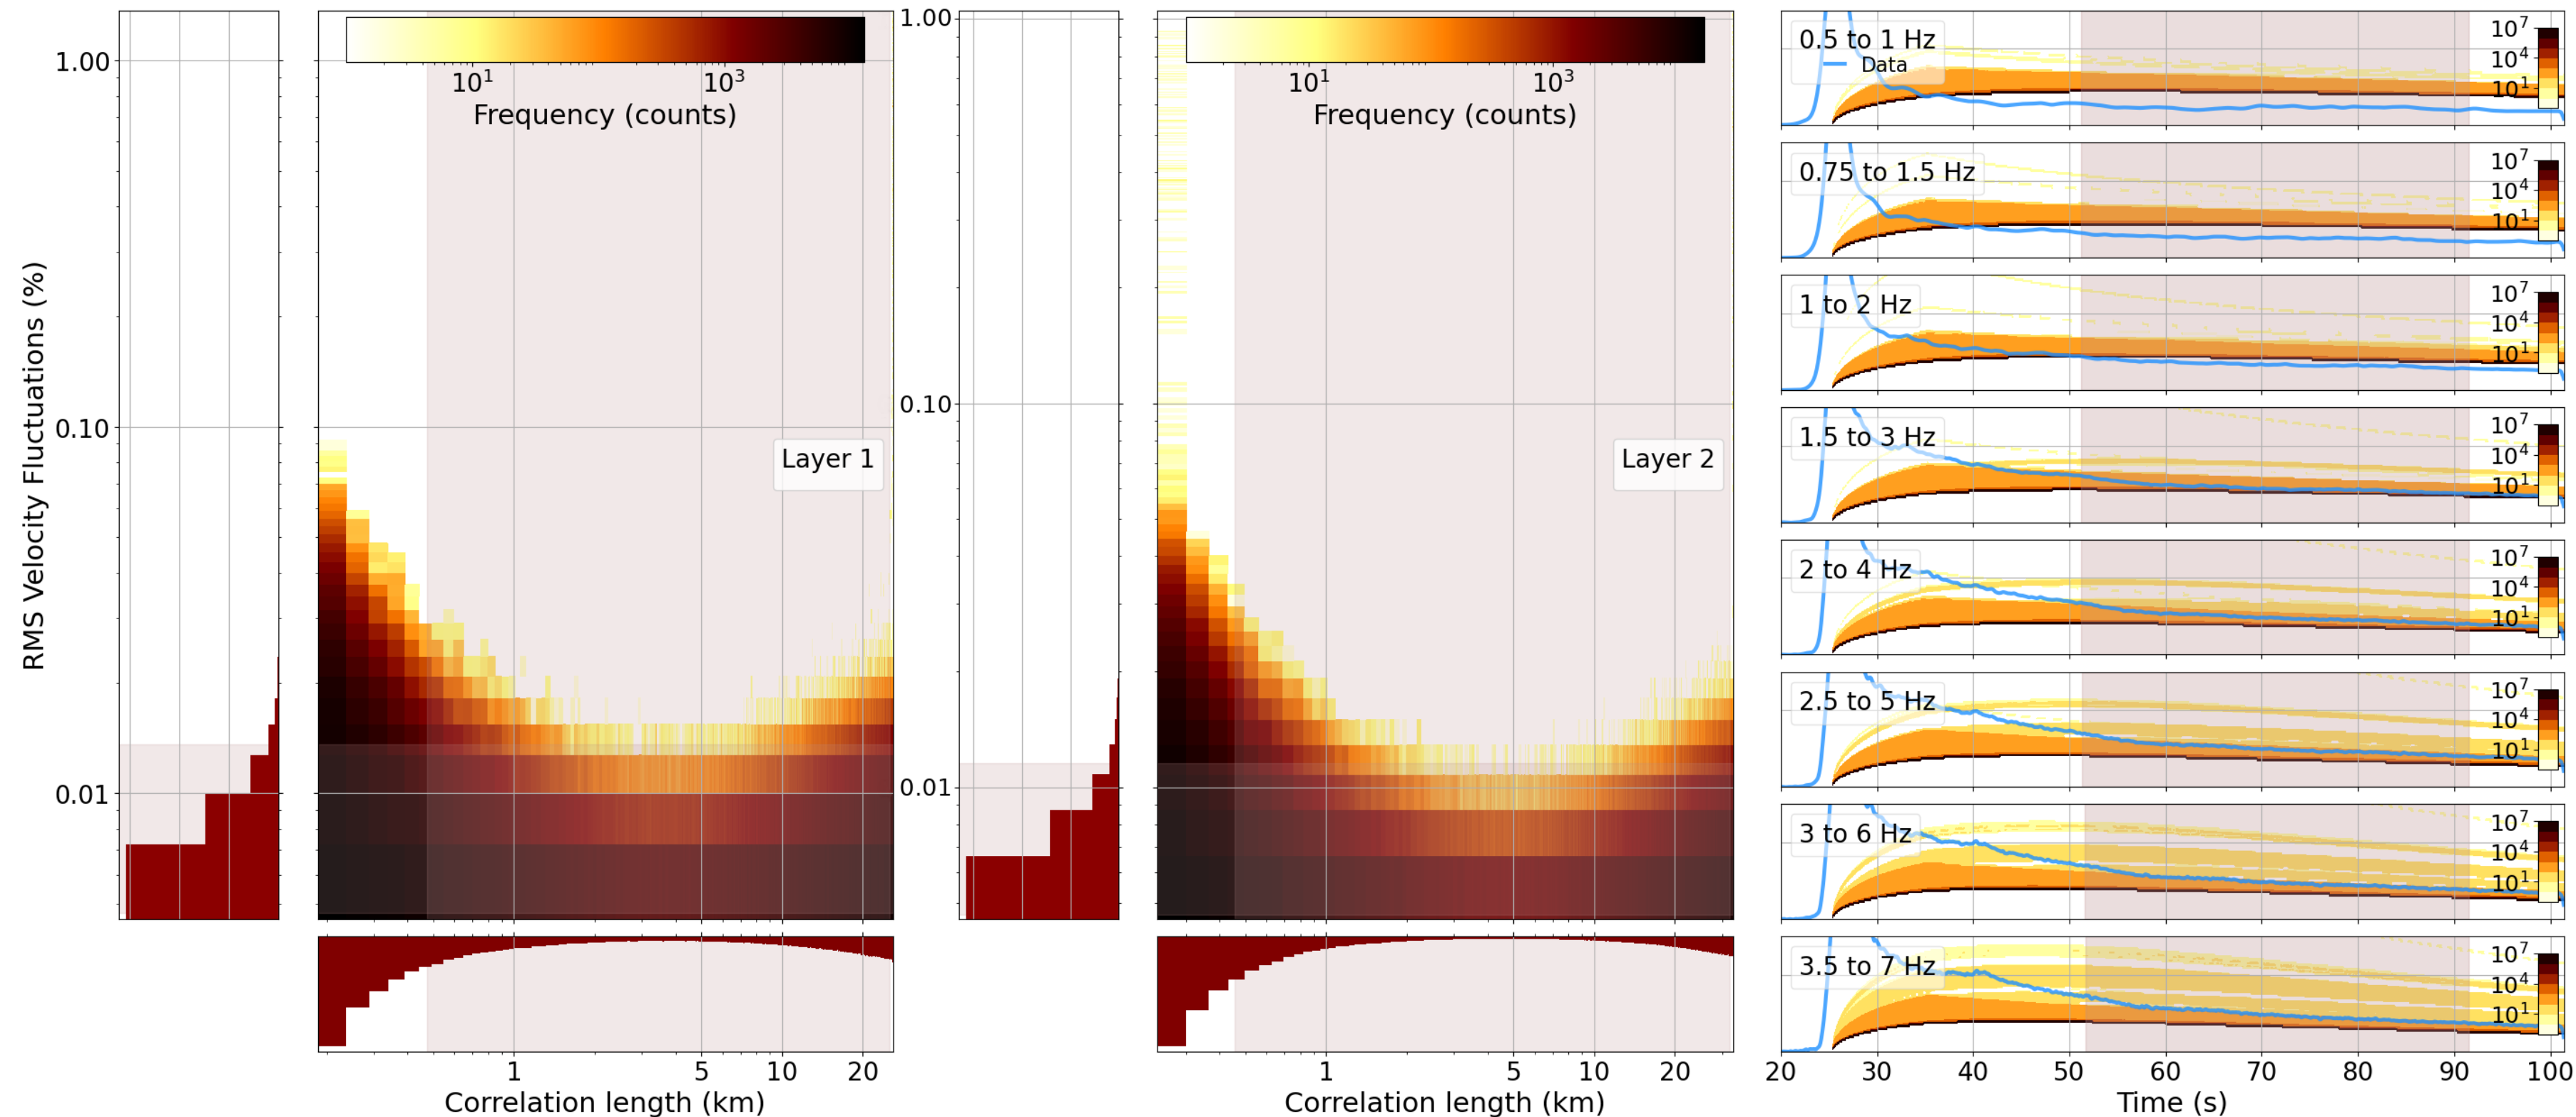 RMS Velocity Fluctuations (%)
1.00
0.10
0.01
10¹ 10³
Frequency (counts)
Layer 1
1 5 10 20
Correlation length (km)
1.00
0.10
0.01
10¹ 10³
Frequency (counts)
Layer 2
1 5 10 20
Correlation length (km)
0.5 to 1 Hz
Data
10⁷
10⁴
10¹
0.75 to 1.5 Hz
10⁷
10⁴
10¹
1 to 2 Hz
10⁷
10⁴
10¹
1.5 to 3 Hz
10⁷
10⁴
10¹
2 to 4 Hz
10⁷
10⁴
10¹
2.5 to 5 Hz
10⁷
10⁴
10¹
3 to 6 Hz
10⁷
10⁴
10¹
3.5 to 7 Hz
10⁷
10⁴
10¹
20 30 40 50 60 70 80 90 100
Time (s)